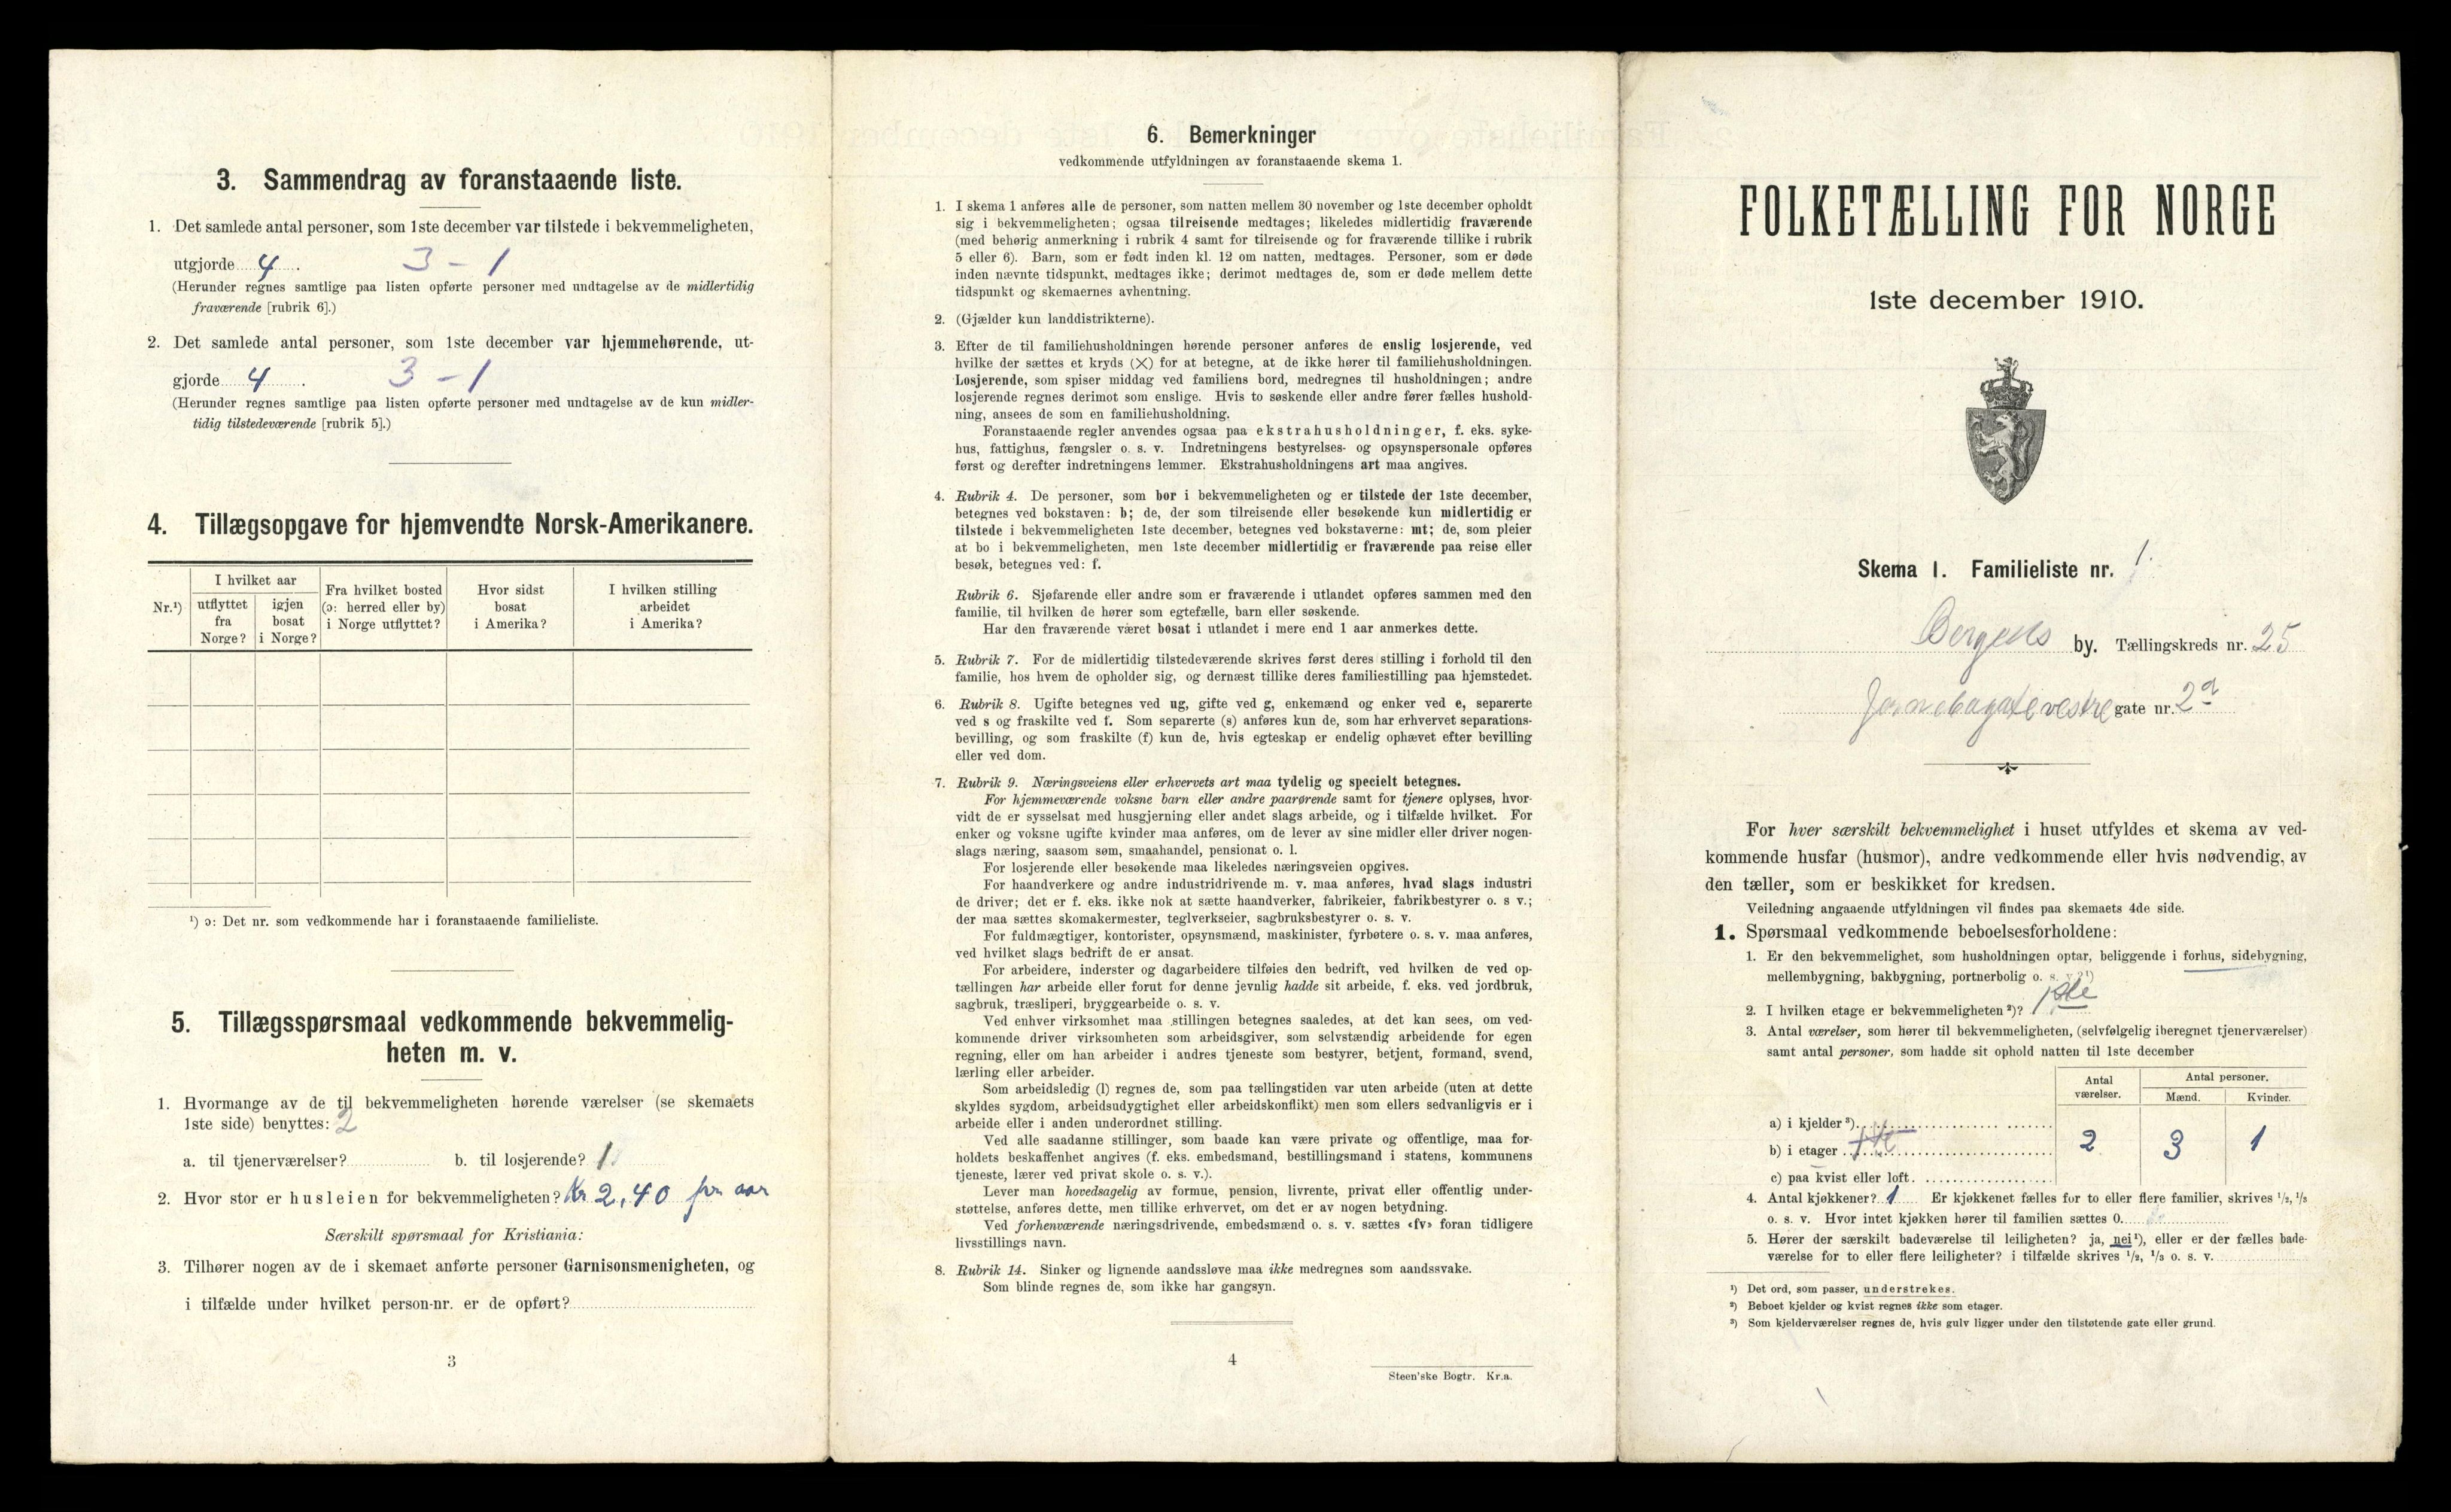 3. Sammendrag av foranstaaende liste.
1. Det samlede antal personer, som 1ste december var tilstede i bekvemmeligheten,
utgjorde 4. 3 - 1
(Herunder regnes samtlige paa listen opførte personer med undtagelse av de midlertidig
fraværende [rubrik 6].)
2. Det samlede antal personer, som 1ste december var hjemmehørende, ut-
gjorde 4. 3 - 1
(Herunder regnes samtlige paa listen opførte personer med undtagelse av de kun midler-
tidig tilstedeværende [rubrik 5].)
4. Tillægsopgave for hjemvendte Norsk-Amerikanere.
Nr.¹)
I hvilket aar
utflyttet
fra
Norge?
igjen
bosat
i Norge?
Fra hvilket bosted
(ɔ: herred eller by)
i Norge utflyttet?
Hvor sidst
bosat
i Amerika?
I hvilken stilling
arbeidet
i Amerika?
¹) ɔ: Det nr. som vedkommende har i foranstaaende familieliste.
5. Tillægsspørsmaal vedkommende bekvemmelig-
heten m. v.
1. Hvormange av de til bekvemmeligheten hørende værelser (se skemaets
1ste side) benyttes: 2
a. til tjenerværelser? b. til losjerende? 1
2. Hvor stor er husleien for bekvemmeligheten? Kr 2,40 pr aar
Særskilt spørsmaal for Kristiania:
3. Tilhører nogen av de i skemaet anførte personer Garnisonsmenigheten, og
i tilfælde under hvilket person-nr. er de opført?
3
6. Bemerkninger
vedkommende utfyldningen av foranstaaende skema 1.
1. I skema 1 anføres alle de personer, som natten mellem 30 november og 1ste december opholdt
sig i bekvemmeligheten; ogsaa tilreisende medtages; likeledes midlertidig fraværende
(med behørig anmerkning i rubrik 4 samt for tilreisende og for fraværende tillike i rubrik
5 eller 6). Barn, som er født inden kl. 12 om natten, medtages. Personer, som er døde
inden nævnte tidspunkt, medtages ikke; derimot medtages de, som er døde mellem dette
tidspunkt og skemaernes avhentning.
2. (Gjælder kun landdistrikterne).
3. Efter de til familiehusholdningen hørende personer anføres de enslig losjerende, ved
hvilke der sættes et kryds (×) for at betegne, at de ikke hører til familiehusholdningen.
Losjerende, som spiser middag ved familiens bord, medregnes til husholdningen; andre
losjerende regnes derimot som enslige. Hvis to søskende eller andre fører fælles hushold-
ning, ansees de som en familiehusholdning.
Foranstaaende regler anvendes ogsaa paa ekstrahusholdninger, f. eks. syke-
hus, fattighus, fængsler o. s. v. Indretningens bestyrelses- og opsynspersonale opføres
først og derefter indretningens lemmer. Ekstrahusholdningens art maa angives.
4. Rubrik 4. De personer, som bor i bekvemmeligheten og er tilstede der 1ste december,
betegnes ved bokstaven: b; de, der som tilreisende eller besøkende kun midlertidig er
tilstede i bekvemmeligheten 1ste december, betegnes ved bokstaverne: mt; de, som pleier
at bo i bekvemmeligheten, men 1ste december midlertidig er fraværende paa reise eller
besøk, betegnes ved: f.
Rubrik 6. Sjøfarende eller andre som er fraværende i utlandet opføres sammen med den
familie, til hvilken de hører som egtefælle, barn eller søskende.
Har den fraværende været bosat i utlandet i mere end 1 aar anmerkes dette.
5. Rubrik 7. For de midlertidig tilstedeværende skrives først deres stilling i forhold til den
familie, hos hvem de opholder sig, og dernæst tillike deres familiestilling paa hjemstedet.
6. Rubrik 8. Ugifte betegnes ved ug, gifte ved g, enkemænd og enker ved e, separerte
ved s og fraskilte ved f. Som separerte (s) anføres kun de, som har erhvervet separations-
bevilling, og som fraskilte (f) kun de, hvis egteskap er endelig ophævet efter bevilling
eller ved dom.
7. Rubrik 9. Næringsveiens eller erhvervets art maa tydelig og specielt betegnes.
For hjemmeværende voksne barn eller andre paarørende samt for tjenere oplyses, hvor-
vidt de er sysselsat med husgjerning eller andet slags arbeide, og i tilfælde hvilket. For
enker og voksne ugifte kvinder maa anføres, om de lever av sine midler eller driver nogen-
slags næring, saasom søm, smaahandel, pensionat o. l.
For losjerende eller besøkende maa likeledes næringsveien opgives.
For haandverkere og andre industridrivende m. v. maa anføres, hvad slags industri
de driver; det er f. eks. ikke nok at sætte haandverker, fabrikeier, fabrikbestyrer o. s v.;
der maa sættes skomakermester, teglverkseier, sagbruksbestyrer o. s. v.
For fuldmægtiger, kontorister, opsynsmænd, maskinister, fyrbøtere o. s. v. maa anføres,
ved hvilket slags bedrift de er ansat.
For arbeidere, inderster og dagarbeidere tilføies den bedrift, ved hvilken de ved op-
tællingen har arbeide eller forut for denne jevnlig hadde sit arbeide, f. eks. ved jordbruk,
sagbruk, træsliperi, bryggearbeide o. s. v.
Ved enhver virksomhet maa stillingen betegnes saaledes, at det kan sees, om ved-
kommende driver virksomheten som arbeidsgiver, som selvstændig arbeidende for egen
regning, eller om han arbeider i andres tjeneste som bestyrer, betjent, formand, svend,
lærling eller arbeider.
Som arbeidsledig (l) regnes de, som paa tællingstiden var uten arbeide (uten at dette
skyldes sygdom, arbeidsudygtighet eller arbeidskonflikt) men som ellers sedvanligvis er i
arbeide eller i anden underordnet stilling.
Ved alle saadanne stillinger, som baade kan være private og offentlige, maa for-
holdets beskaffenhet angives (f. eks. embedsmand, bestillingsmand i statens, kommunens
tjeneste, lærer ved privat skole o. s. v.).
Lever man hovedsagelig av formue, pension, livrente, privat eller offentlig under-
støttelse, anføres dette, men tillike erhvervet, om det er av nogen betydning.
Ved forhenværende næringsdrivende, embedsmænd o. s. v. sættes «fv» foran tidligere
livsstillings navn.
8. Rubrik 14. Sinker og lignende aandssløve maa ikke medregnes som aandssvake.
Som blinde regnes de, som ikke har gangsyn.
4
Steen'ske Bogtr. Kr.a.
FOLKETÆLLING FOR NORGE
1ste december 1910.
Skema 1. Familieliste nr. 1.
Bergens by. Tællingskreds nr. 25
vestre gate nr. 2a
For hver særskilt bekvemmelighet i huset utfyldes et skema av ved-
kommende husfar (husmor), andre vedkommende eller hvis nødvendig, av
den tæller, som er beskikket for kredsen.
Veiledning angaaende utfyldningen vil findes paa skemaets 4de side.
1. Spørsmaal vedkommende beboelsesforholdene:
1. Er den bekvemmelighet, som husholdningen optar, beliggende i forhus, sidebygning,
mellembygning, bakbygning, portnerbolig o. s. v.?¹)
2. I hvilken etage er bekvemmeligheten²)? 1ste
3. Antal værelser, som hører til bekvemmeligheten, (selvfølgelig iberegnet tjenerværelser)
samt antal personer, som hadde sit ophold natten til 1ste december
Antal
værelser.
Antal personer.
Mænd. Kvinder.
a) i kjelder³)
b) i etager 2 3 1
c) paa kvist eller loft.
4. Antal kjøkkener? 1 Er kjøkkenet fælles for to eller flere familier, skrives ¹/₂, ¹/₃
o. s. v. Hvor intet kjøkken hører til familien sættes 0.
5. Hører der særskilt badeværelse til leiligheten? ja, nei¹), eller er der fælles bade-
værelse for to eller flere leiligheter? i tilfælde skrives ¹/₂, ¹/₃ o. s. v.
¹) Det ord, som passer, understrekes.
²) Beboet kjelder og kvist regnes ikke som etager.
³) Som kjelderværelser regnes de, hvis gulv ligger under den tilstøtende gate eller grund.